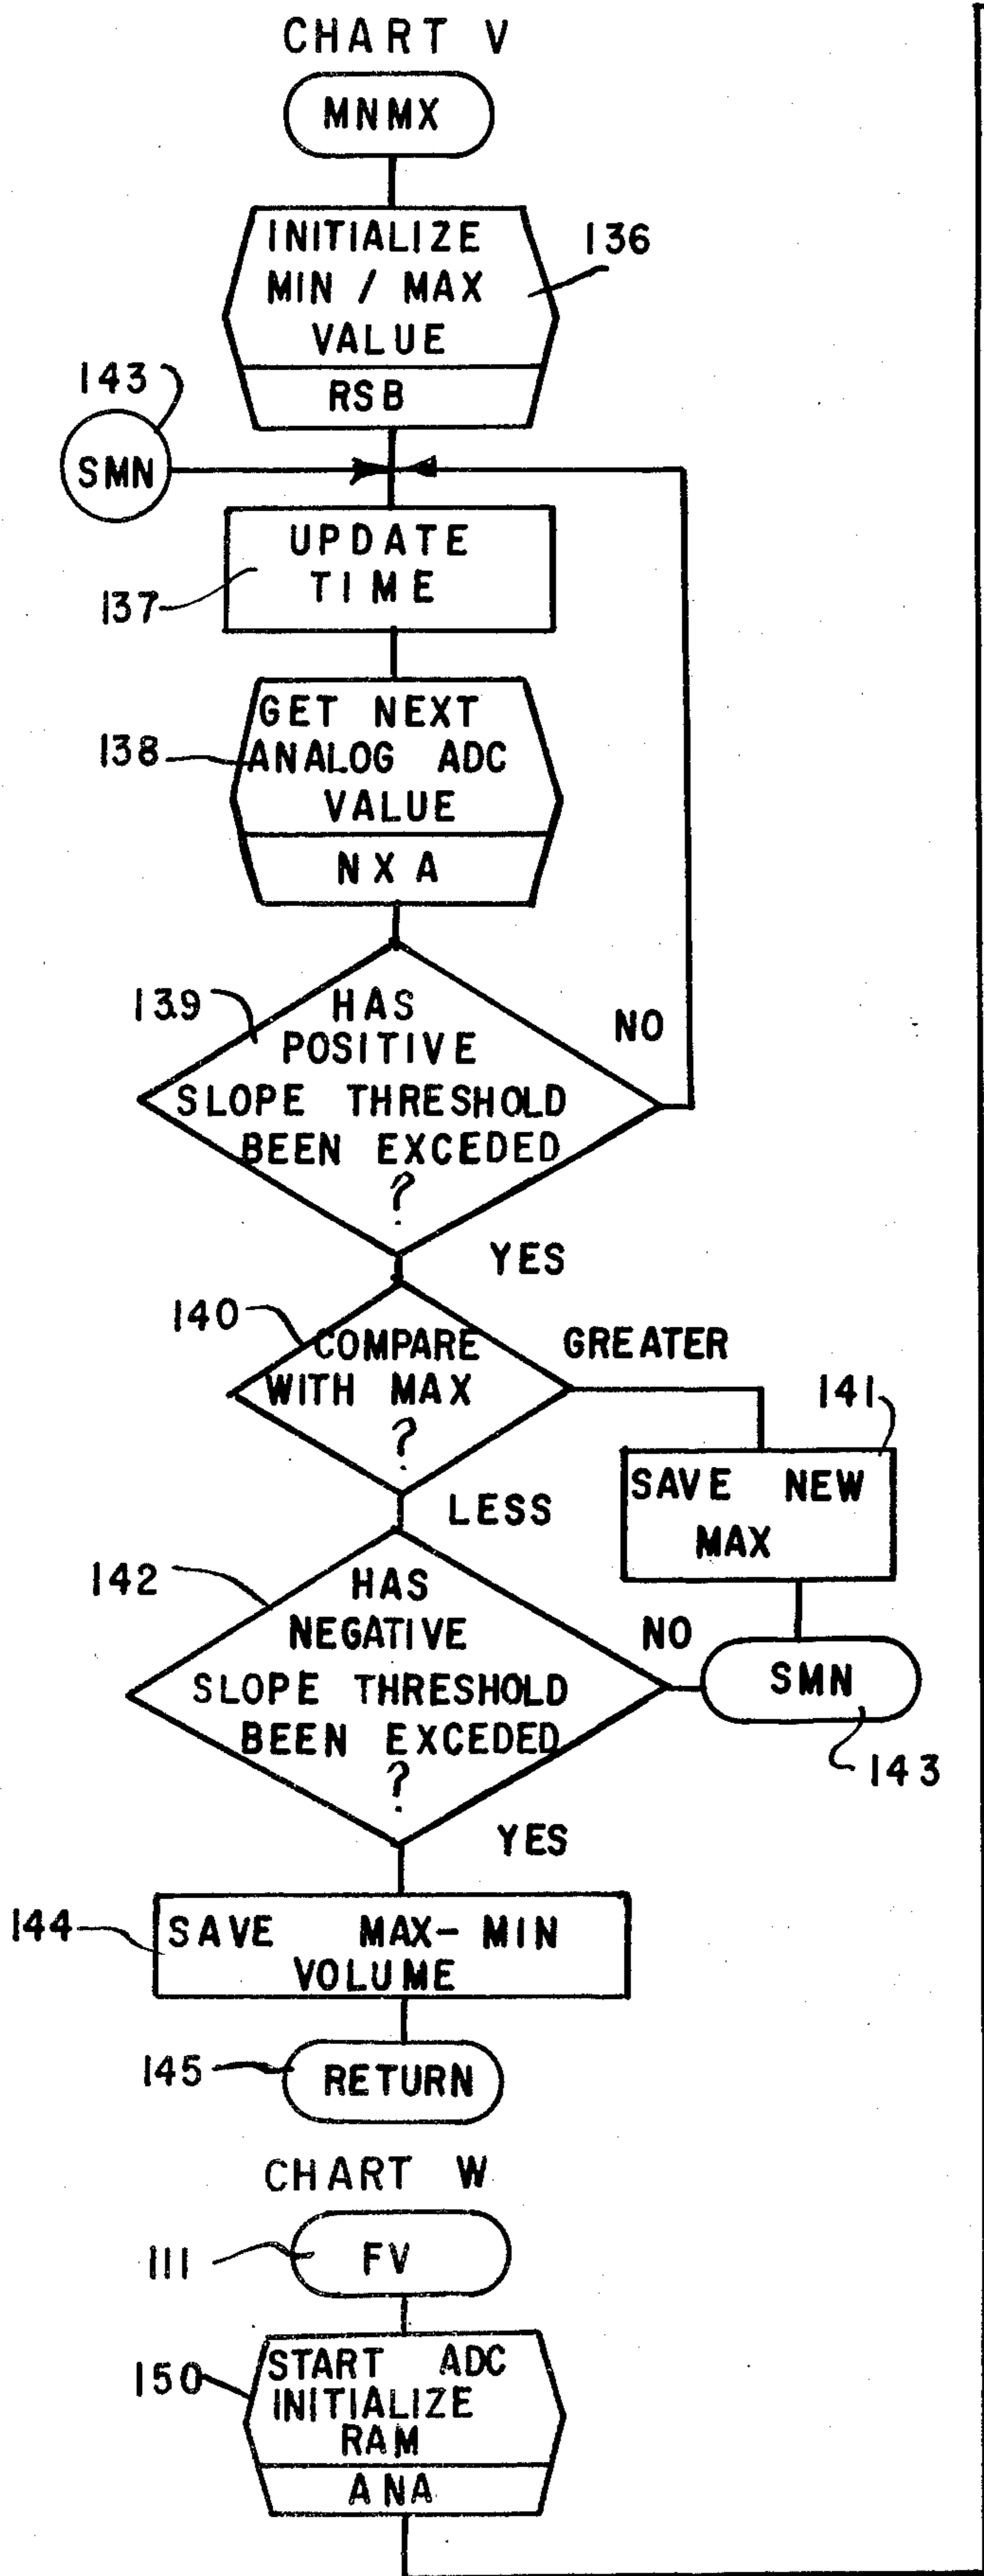 CHART V
MNMX
INITIALIZE
MIN / MAX
VALUE
136
RSB
143
SMN
UPDATE
TIME
137
GET NEXT
ANALOG ADC
VALUE
138
NXA
139
HAS
POSITIVE
SLOPE THRESHOLD
BEEN EXCEDED
?
NO
YES
140
COMPARE
WITH MAX
?
GREATER
141
SAVE NEW
MAX
LESS
142
HAS
NEGATIVE
SLOPE THRESHOLD
BEEN EXCEDED
?
NO
SMN
143
YES
144
SAVE MAX-MIN
VOLUME
145
RETURN
CHART W
111
FV
150
START ADC
INITIALIZE
RAM
ANA